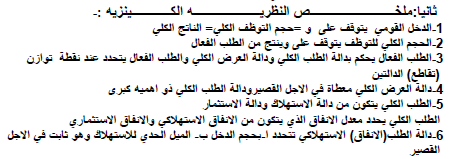 ثانيا:ملخـص النظريــه الكــينزيه :-
1-الدخل القومي يتوقف على و =حجم التوظف الكلي= الناتج الكلي
2-الحجم الكلي للتوظف يتوقف على وينتج من الطلب الفعال
3-الطلب الفعال يحكم بدالة الطلب الكلي ودالة العرض الكلي والطلب الفعال يتحدد عند نقطة توازن
(تقاطع) الدالتين
4-دالة العرض الكلي معطاة في الاجل القصيرودالة الطلب الكلي ذو اهميه كبرى
5-الطلب الكلي يتكون من دالة الاستهلاك ودالة الاستثمار
الطلب الكلي يحدد معدل الانفاق الذي يتكون من الانفاق الاستهلاكي والانفاق الاستثماري
6-دالة الطلب(الانفاق) الاستهلاكي تتحدد ا-بحجم الدخل ب- الميل الحدي للاستهلاك وهو ثابت في الاجل
القصير